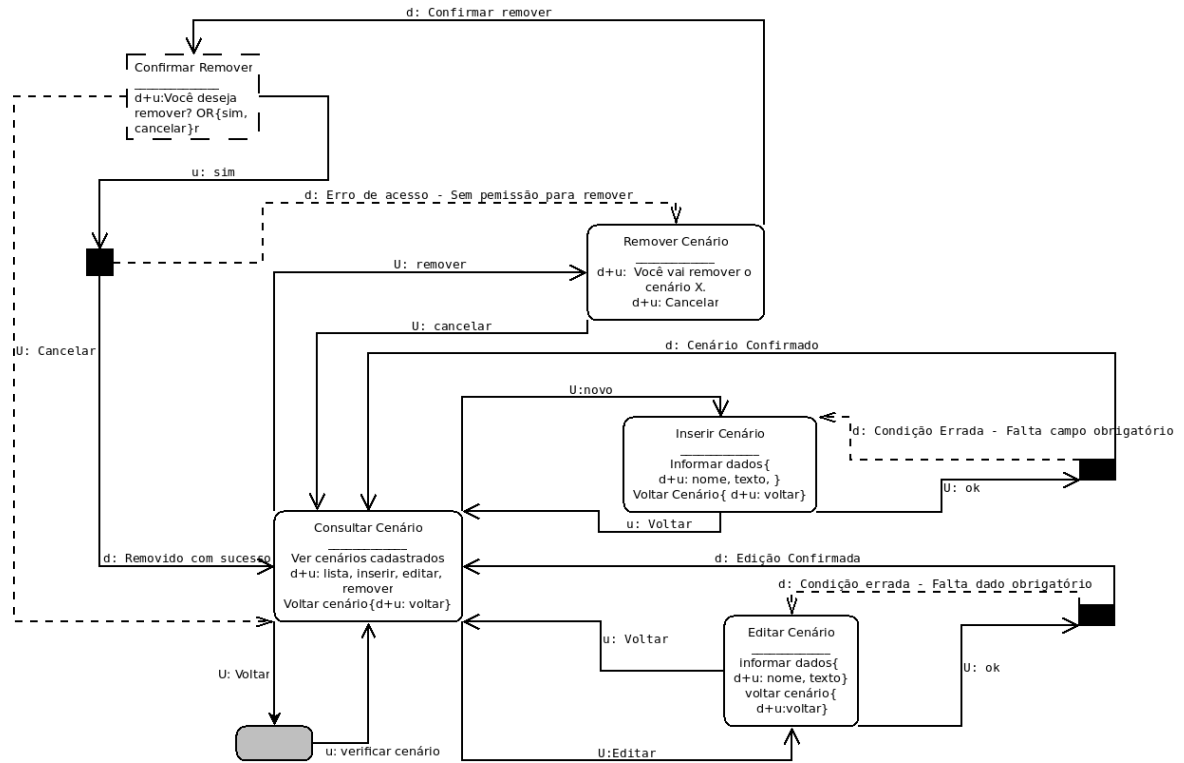 d: Confirmar remover
Confirmar Remover
d+u:Você deseja
remover? OR{sim,
cancelar}r
u: sim
d: Erro de acesso - Sem pemissão para remover
Remover Cenário
d+u: Você vai remover o
cenário X.
d+u: Cancelar
U: remover
U: cancelar
U: Cancelar
d: Cenário Confirmado
U:novo
Inserir Cenário
Informar dados{
d+u: nome, texto, }
Voltar Cenário{ d+u: voltar}
d: Condição Errada - Falta campo obrigatório
U: ok
u: Voltar
Consultar Cenário
Ver cenários cadastrados
d+u: lista, inserir, editar,
remover
Voltar cenário{d+u: voltar}
d: Removido com sucesso
d: Edição Confirmada
d: Condição errada - Falta dado obrigatório
Editar Cenário
informar dados{
d+u: nome, texto}
voltar cenário{
d+u:voltar}
u: Voltar
U: ok
U: Voltar
u: verificar cenário
U:Editar